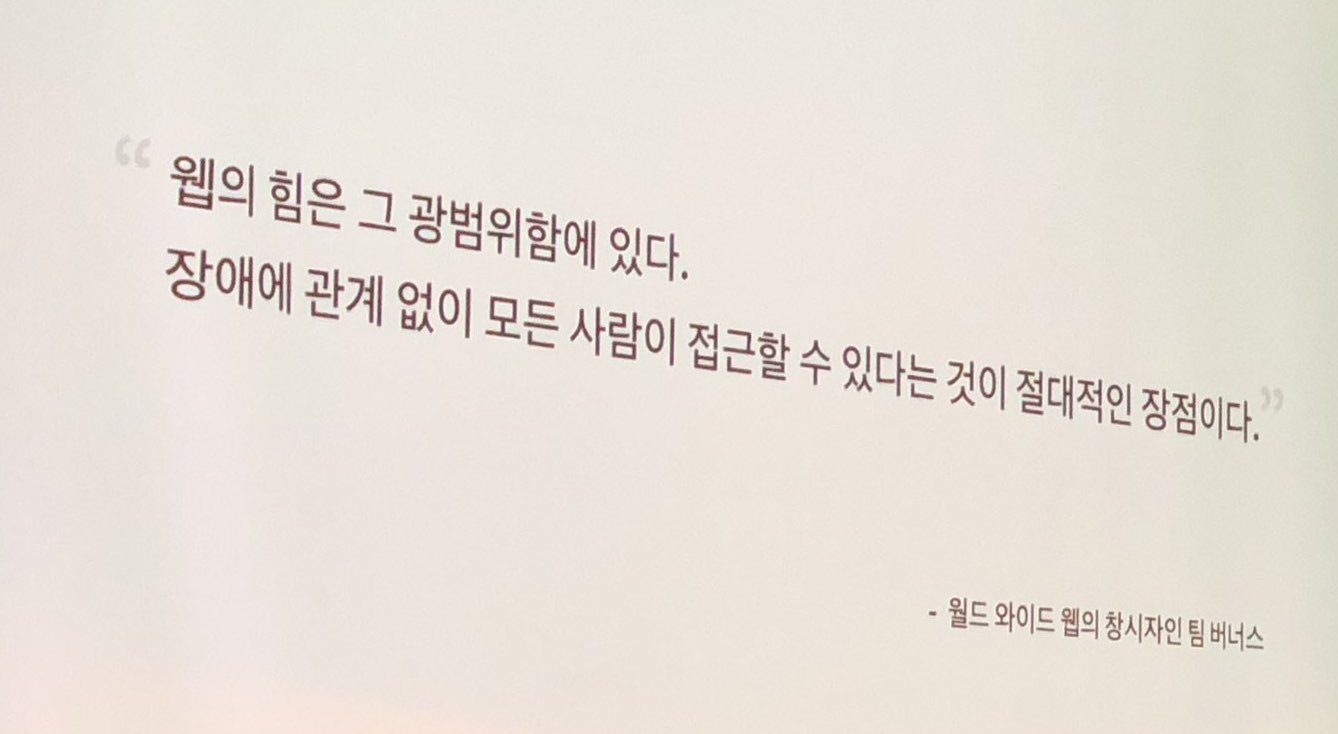 “ 웹의 힘은 그 광범위함에 있다.
장애에 관계 없이 모든 사람이 접근할 수 있다는 것이 절대적인 장점이다. ”
- 월드 와이드 웹의 창시자인 팀 버너스